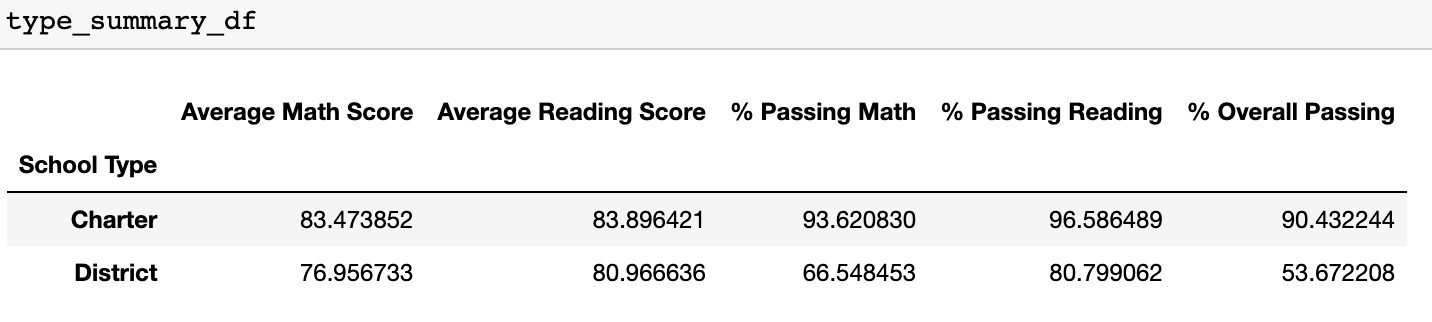 type_summary_df
Average Math Score Average Reading Score % Passing Math % Passing Reading % Overall Passing
School Type
Charter 83.473852 83.896421 93.620830 96.586489 90.432244
District 76.956733 80.966636 66.548453 80.799062 53.672208